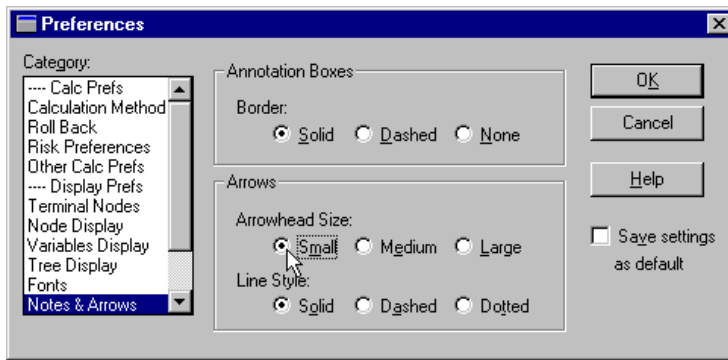 Preferences
Category:
---- Calc Prefs
Calculation Method
Roll Back
Risk Preferences
Other Calc Prefs
---- Display Prefs
Terminal Nodes
Node Display
Variables Display
Tree Display
Fonts
Notes & Arrows
Annotation Boxes
Border:
Solid Dashed None
Arrows
Arrowhead Size:
Small Medium Large
Line Style:
Solid Dashed Dotted
OK
Cancel
Help
Save settings
as default